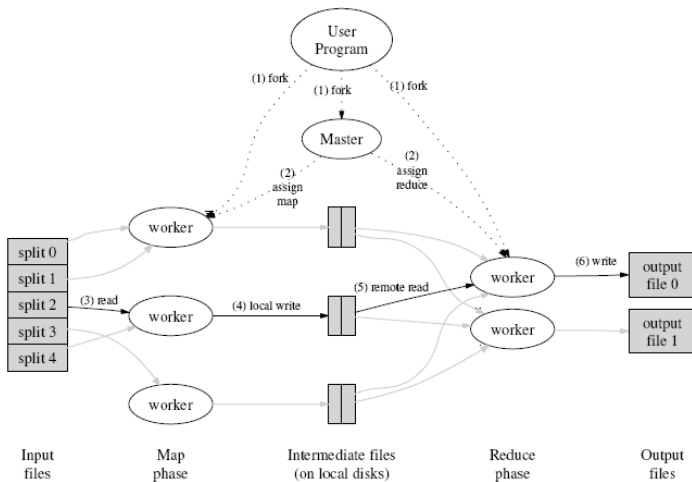 User
Program
(1) fork
(1) fork
(1) fork
Master
(2)
assign
map
(2)
assign
reduce
worker
split 0
split 1
split 2
split 3
split 4
(3) read
worker
(4) local write
(5) remote read
worker
(6) write
output
file 0
worker
output
file 1
worker
Input
files
Map
phase
Intermediate files
(on local disks)
Reduce
phase
Output
files